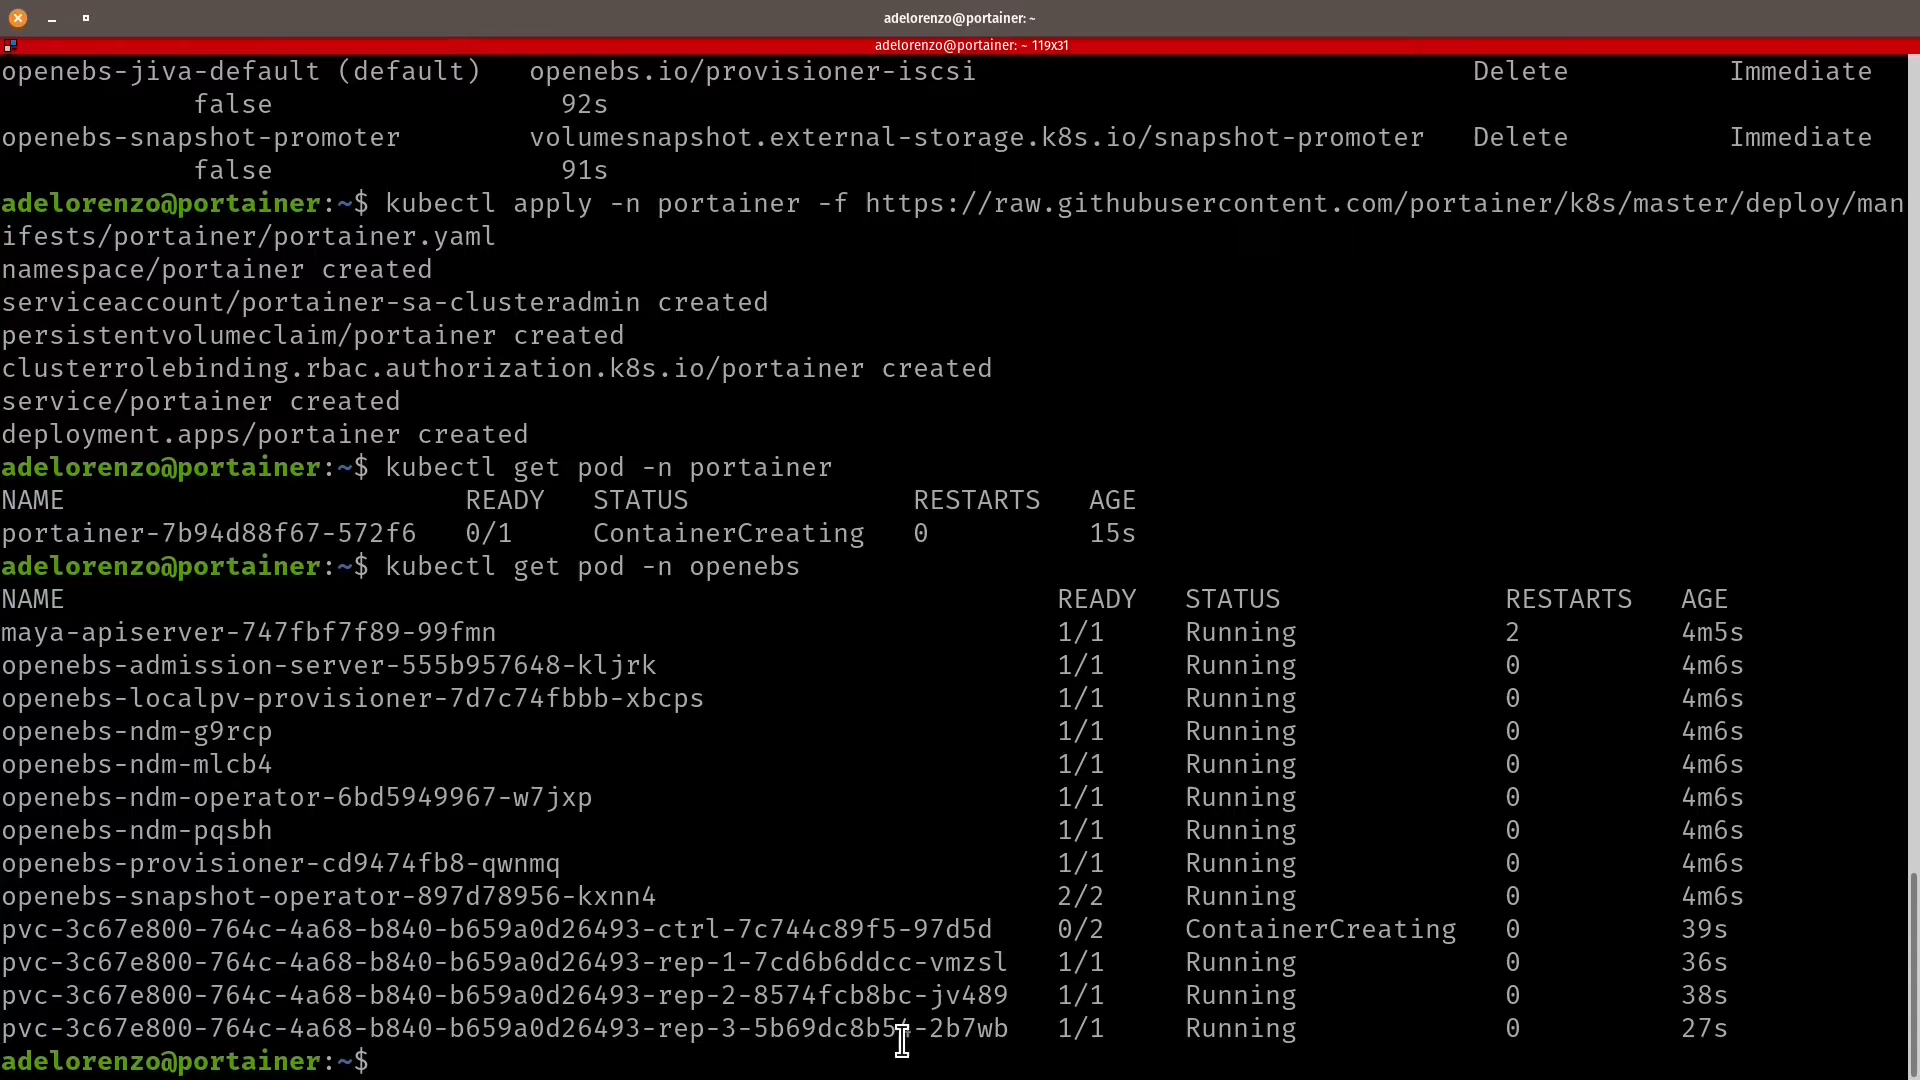 adelorenzo@portainer: ~
adelorenzo@portainer: ~ 119x31
openebs-jiva-default (default)   openebs.io/provisioner-iscsi                               Delete          Immediate
            false                  92s
openebs-snapshot-promoter        volumesnapshot.external-storage.k8s.io/snapshot-promoter   Delete          Immediate
            false                  91s
adelorenzo@portainer:~$ kubectl apply -n portainer -f https://raw.githubusercontent.com/portainer/k8s/master/deploy/man
ifests/portainer/portainer.yaml
namespace/portainer created
serviceaccount/portainer-sa-clusteradmin created
persistentvolumeclaim/portainer created
clusterrolebinding.rbac.authorization.k8s.io/portainer created
service/portainer created
deployment.apps/portainer created
adelorenzo@portainer:~$ kubectl get pod -n portainer
NAME                         READY   STATUS              RESTARTS   AGE
portainer-7b94d88f67-572f6   0/1     ContainerCreating   0          15s
adelorenzo@portainer:~$ kubectl get pod -n openebs
NAME                                                              READY   STATUS              RESTARTS   AGE
maya-apiserver-747fbf7f89-99fmn                                   1/1     Running             2          4m5s
openebs-admission-server-555b957648-kljrk                         1/1     Running             0          4m6s
openebs-localpv-provisioner-7d7c74fbbb-xbcps                      1/1     Running             0          4m6s
openebs-ndm-g9rcp                                                 1/1     Running             0          4m6s
openebs-ndm-mlcb4                                                 1/1     Running             0          4m6s
openebs-ndm-operator-6bd5949967-w7jxp                             1/1     Running             0          4m6s
openebs-ndm-pqsbh                                                 1/1     Running             0          4m6s
openebs-provisioner-cd9474fb8-qwnmq                               1/1     Running             0          4m6s
openebs-snapshot-operator-897d78956-kxnn4                         2/2     Running             0          4m6s
pvc-3c67e800-764c-4a68-b840-b659a0d26493-ctrl-7c744c89f5-97d5d    0/2     ContainerCreating   0          39s
pvc-3c67e800-764c-4a68-b840-b659a0d26493-rep-1-7cd6b6ddcc-vmzsl   1/1     Running             0          36s
pvc-3c67e800-764c-4a68-b840-b659a0d26493-rep-2-8574fcb8bc-jv489   1/1     Running             0          38s
pvc-3c67e800-764c-4a68-b840-b659a0d26493-rep-3-5b69dc8b54-2b7wb   1/1     Running             0          27s
adelorenzo@portainer:~$